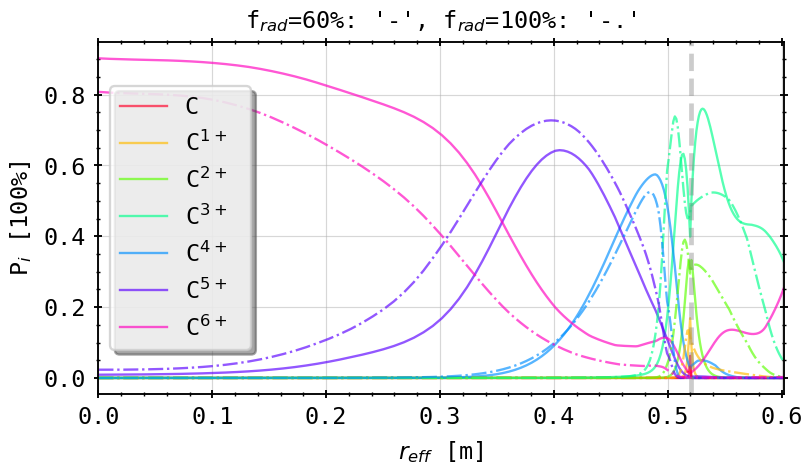 f_rad=60%: '-', f_rad=100%: '-.'
P_i [100%]
0.8
0.6
0.4
0.2
0.0
C
C^1+
C^2+
C^3+
C^4+
C^5+
C^6+
0.0 0.1 0.2 0.3 0.4 0.5 0.6
r_eff [m]